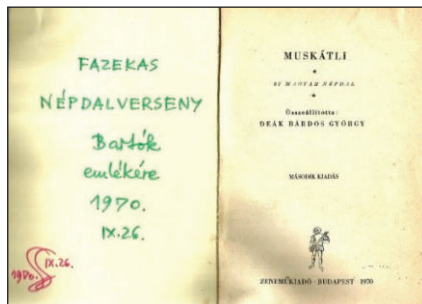 FAZEKAS
NÉPDALVERSENY
Bartók
emlékére
1970.
IX.26.
1970. IX.26.
MUSKÁTLI
MAGYAR NÉPDAL
Összeállította:
DEÁK BÁRDOS GYÖRGY
MÁSODIK KIADÁS
ZENEMŰKIADÓ · BUDAPEST 1970